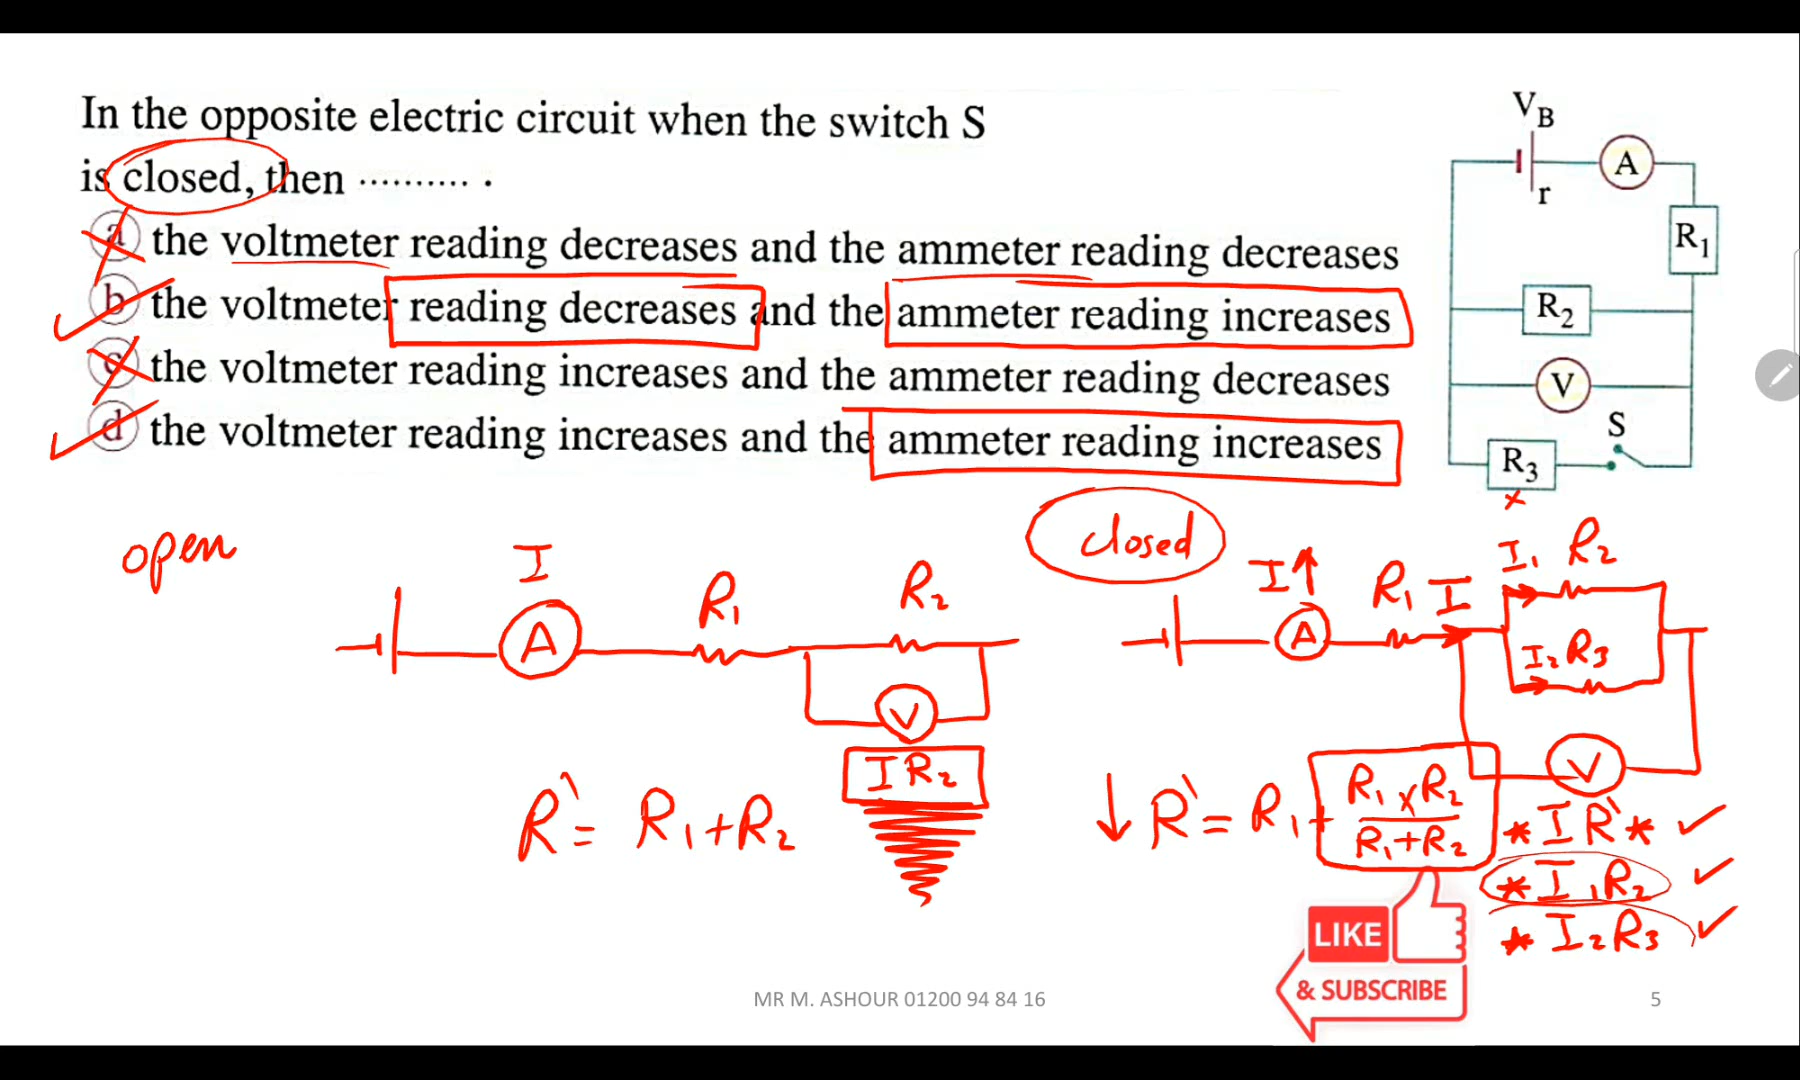 In the opposite electric circuit when the switch S
is closed, then .......... .
a the voltmeter reading decreases and the ammeter reading decreases
b the voltmeter reading decreases and the ammeter reading increases
c the voltmeter reading increases and the ammeter reading decreases
d the voltmeter reading increases and the ammeter reading increases
VB
A
r
R1
R2
V
S
R3
open
I
A
R1
R2
V
IR2
R' = R1+R2
closed
I↑
A
R1
I
I1 R2
I2 R3
V
↓ R' = R1 + R1×R2 / R1+R2
* I R' *
* I1R2
* I2R3
LIKE
& SUBSCRIBE
MR M. ASHOUR 01200 94 84 16
5